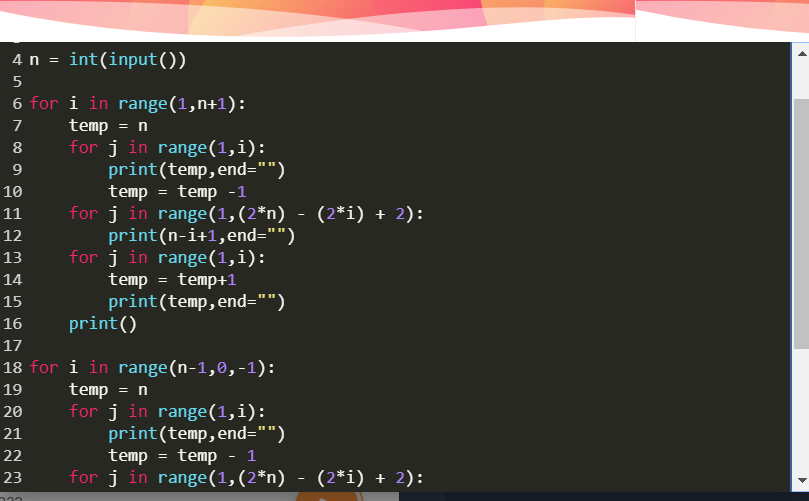 4 n = int(input())
5
6 for i in range(1,n+1):
7     temp = n
8     for j in range(1,i):
9         print(temp,end="")
10         temp = temp -1
11     for j in range(1,(2*n) - (2*i) + 2):
12         print(n-i+1,end="")
13     for j in range(1,i):
14         temp = temp+1
15         print(temp,end="")
16     print()
17
18 for i in range(n-1,0,-1):
19     temp = n
20     for j in range(1,i):
21         print(temp,end="")
22         temp = temp - 1
23     for j in range(1,(2*n) - (2*i) + 2):